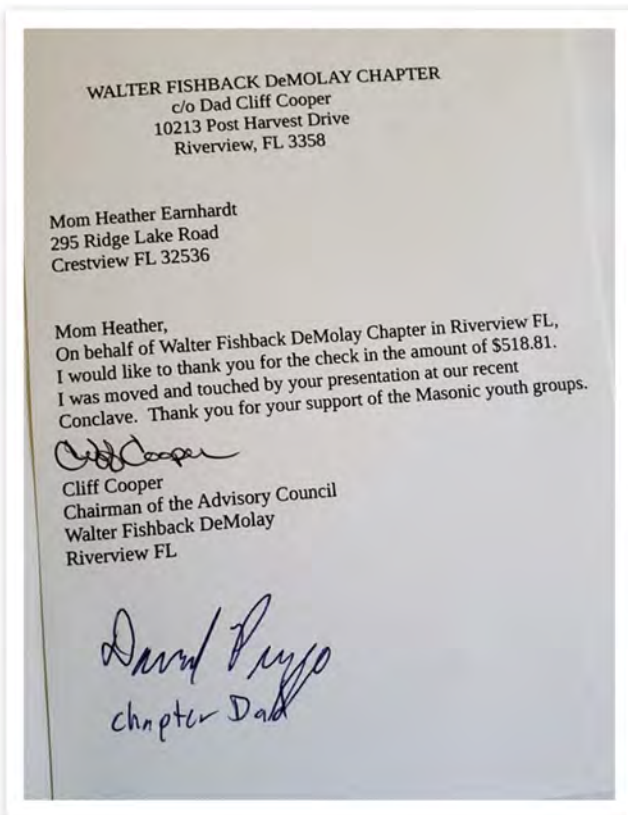 WALTER FISHBACK DeMOLAY CHAPTER
c/o Dad Cliff Cooper
10213 Post Harvest Drive
Riverview, FL 3358
Mom Heather Earnhardt
295 Ridge Lake Road
Crestview FL 32536
Mom Heather,
On behalf of Walter Fishback DeMolay Chapter in Riverview FL,
I would like to thank you for the check in the amount of $518.81.
I was moved and touched by your presentation at our recent
Conclave. Thank you for your support of the Masonic youth groups.
Cliff Cooper
Cliff Cooper
Chairman of the Advisory Council
Walter Fishback DeMolay
Riverview FL
David
chapter Dad